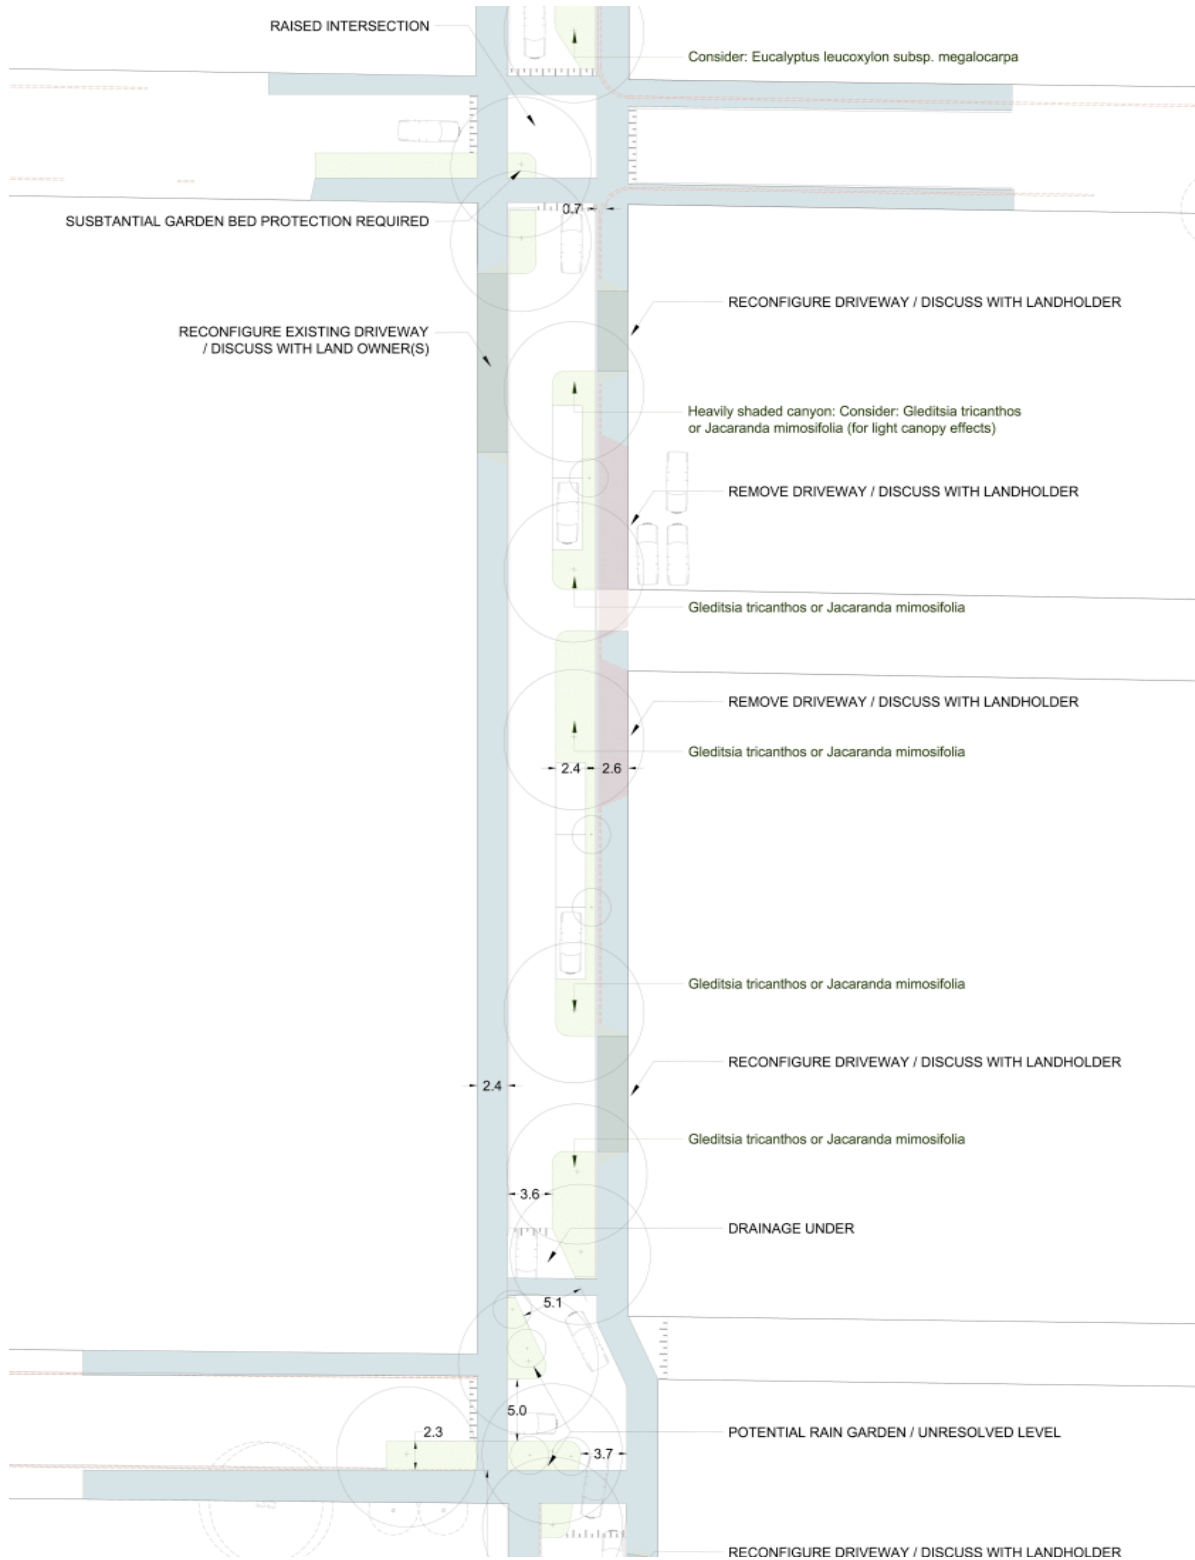 RAISED INTERSECTION
Consider: Eucalyptus leucoxylon subsp. megalocarpa
SUSBTANTIAL GARDEN BED PROTECTION REQUIRED
0.7
RECONFIGURE DRIVEWAY / DISCUSS WITH LANDHOLDER
RECONFIGURE EXISTING DRIVEWAY
/ DISCUSS WITH LAND OWNER(S)
Heavily shaded canyon: Consider: Gleditsia tricanthos
or Jacaranda mimosifolia (for light canopy effects)
REMOVE DRIVEWAY / DISCUSS WITH LANDHOLDER
Gleditsia tricanthos or Jacaranda mimosifolia
REMOVE DRIVEWAY / DISCUSS WITH LANDHOLDER
Gleditsia tricanthos or Jacaranda mimosifolia
2.4
2.6
Gleditsia tricanthos or Jacaranda mimosifolia
RECONFIGURE DRIVEWAY / DISCUSS WITH LANDHOLDER
2.4
Gleditsia tricanthos or Jacaranda mimosifolia
3.6
DRAINAGE UNDER
5.1
5.0
2.3
POTENTIAL RAIN GARDEN / UNRESOLVED LEVEL
3.7
RECONFIGURE DRIVEWAY / DISCUSS WITH LANDHOLDER